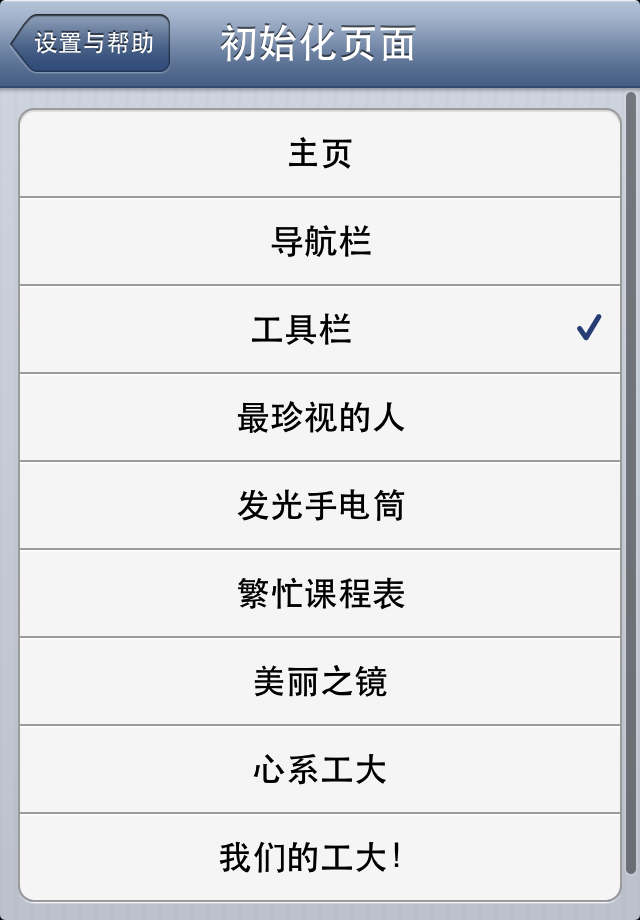 设置与帮助
初始化页面
主页
导航栏
工具栏
最珍视的人
发光手电筒
繁忙课程表
美丽之镜
心系工大
我们的工大！